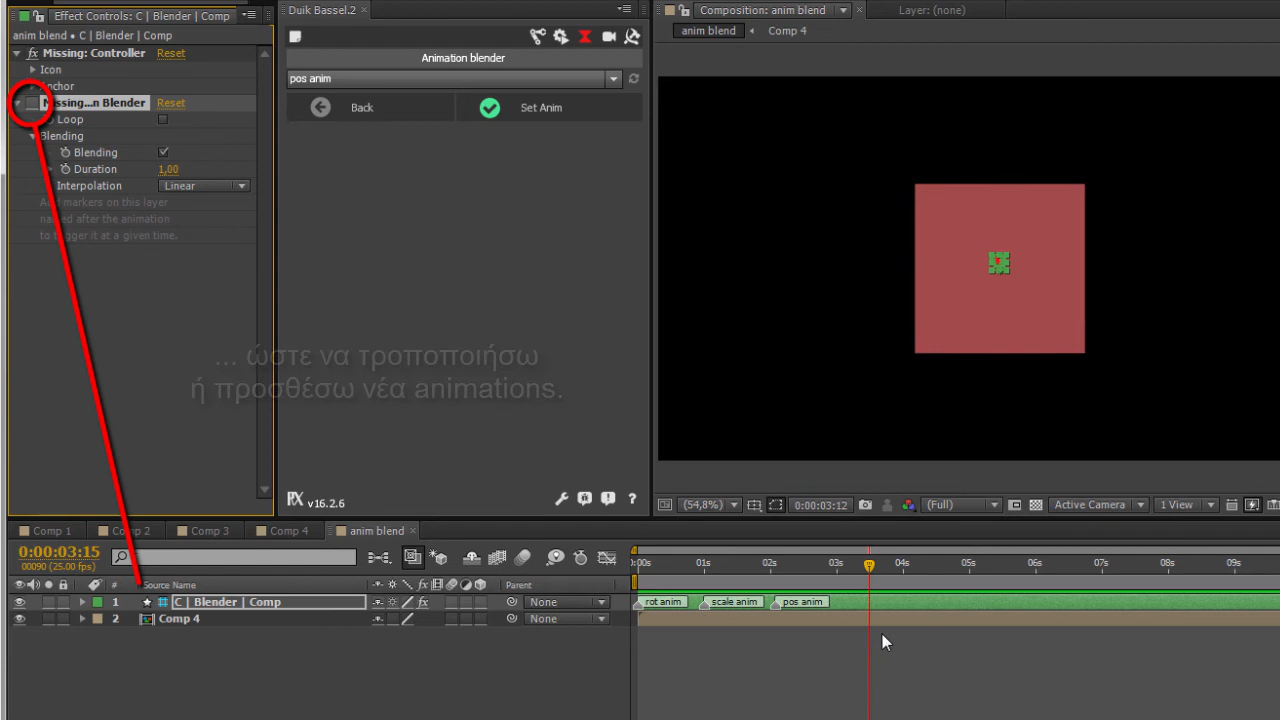 Effect Controls: C | Blender | Comp
anim blend • C | Blender | Comp
Missing: Controller Reset
Icon
Anchor
Missing...n Blender Reset
Loop
Blending
Blending
Duration 1,00
Interpolation Linear
Add markers on this layer
named after the animation
to trigger it at a given time.
Duik Bassel.2
Animation blender
pos anim
Back Set Anim
... ώστε να τροποποιήσω
ή προσθέσω νέα animations.
v16.2.6
Composition: anim blend Layer: (none)
anim blend Comp 4
(54,8%) 0:00:03:12 (Full) Active Camera 1 View
Comp 1 Comp 2 Comp 3 Comp 4 anim blend
0:00:03:15
00090 (25.00 fps)
:00s 01s 02s 03s 04s 05s 06s 07s 08s 09s
# Source Name fx Parent
1 C | Blender | Comp fx None rot anim scale anim pos anim
2 Comp 4 None